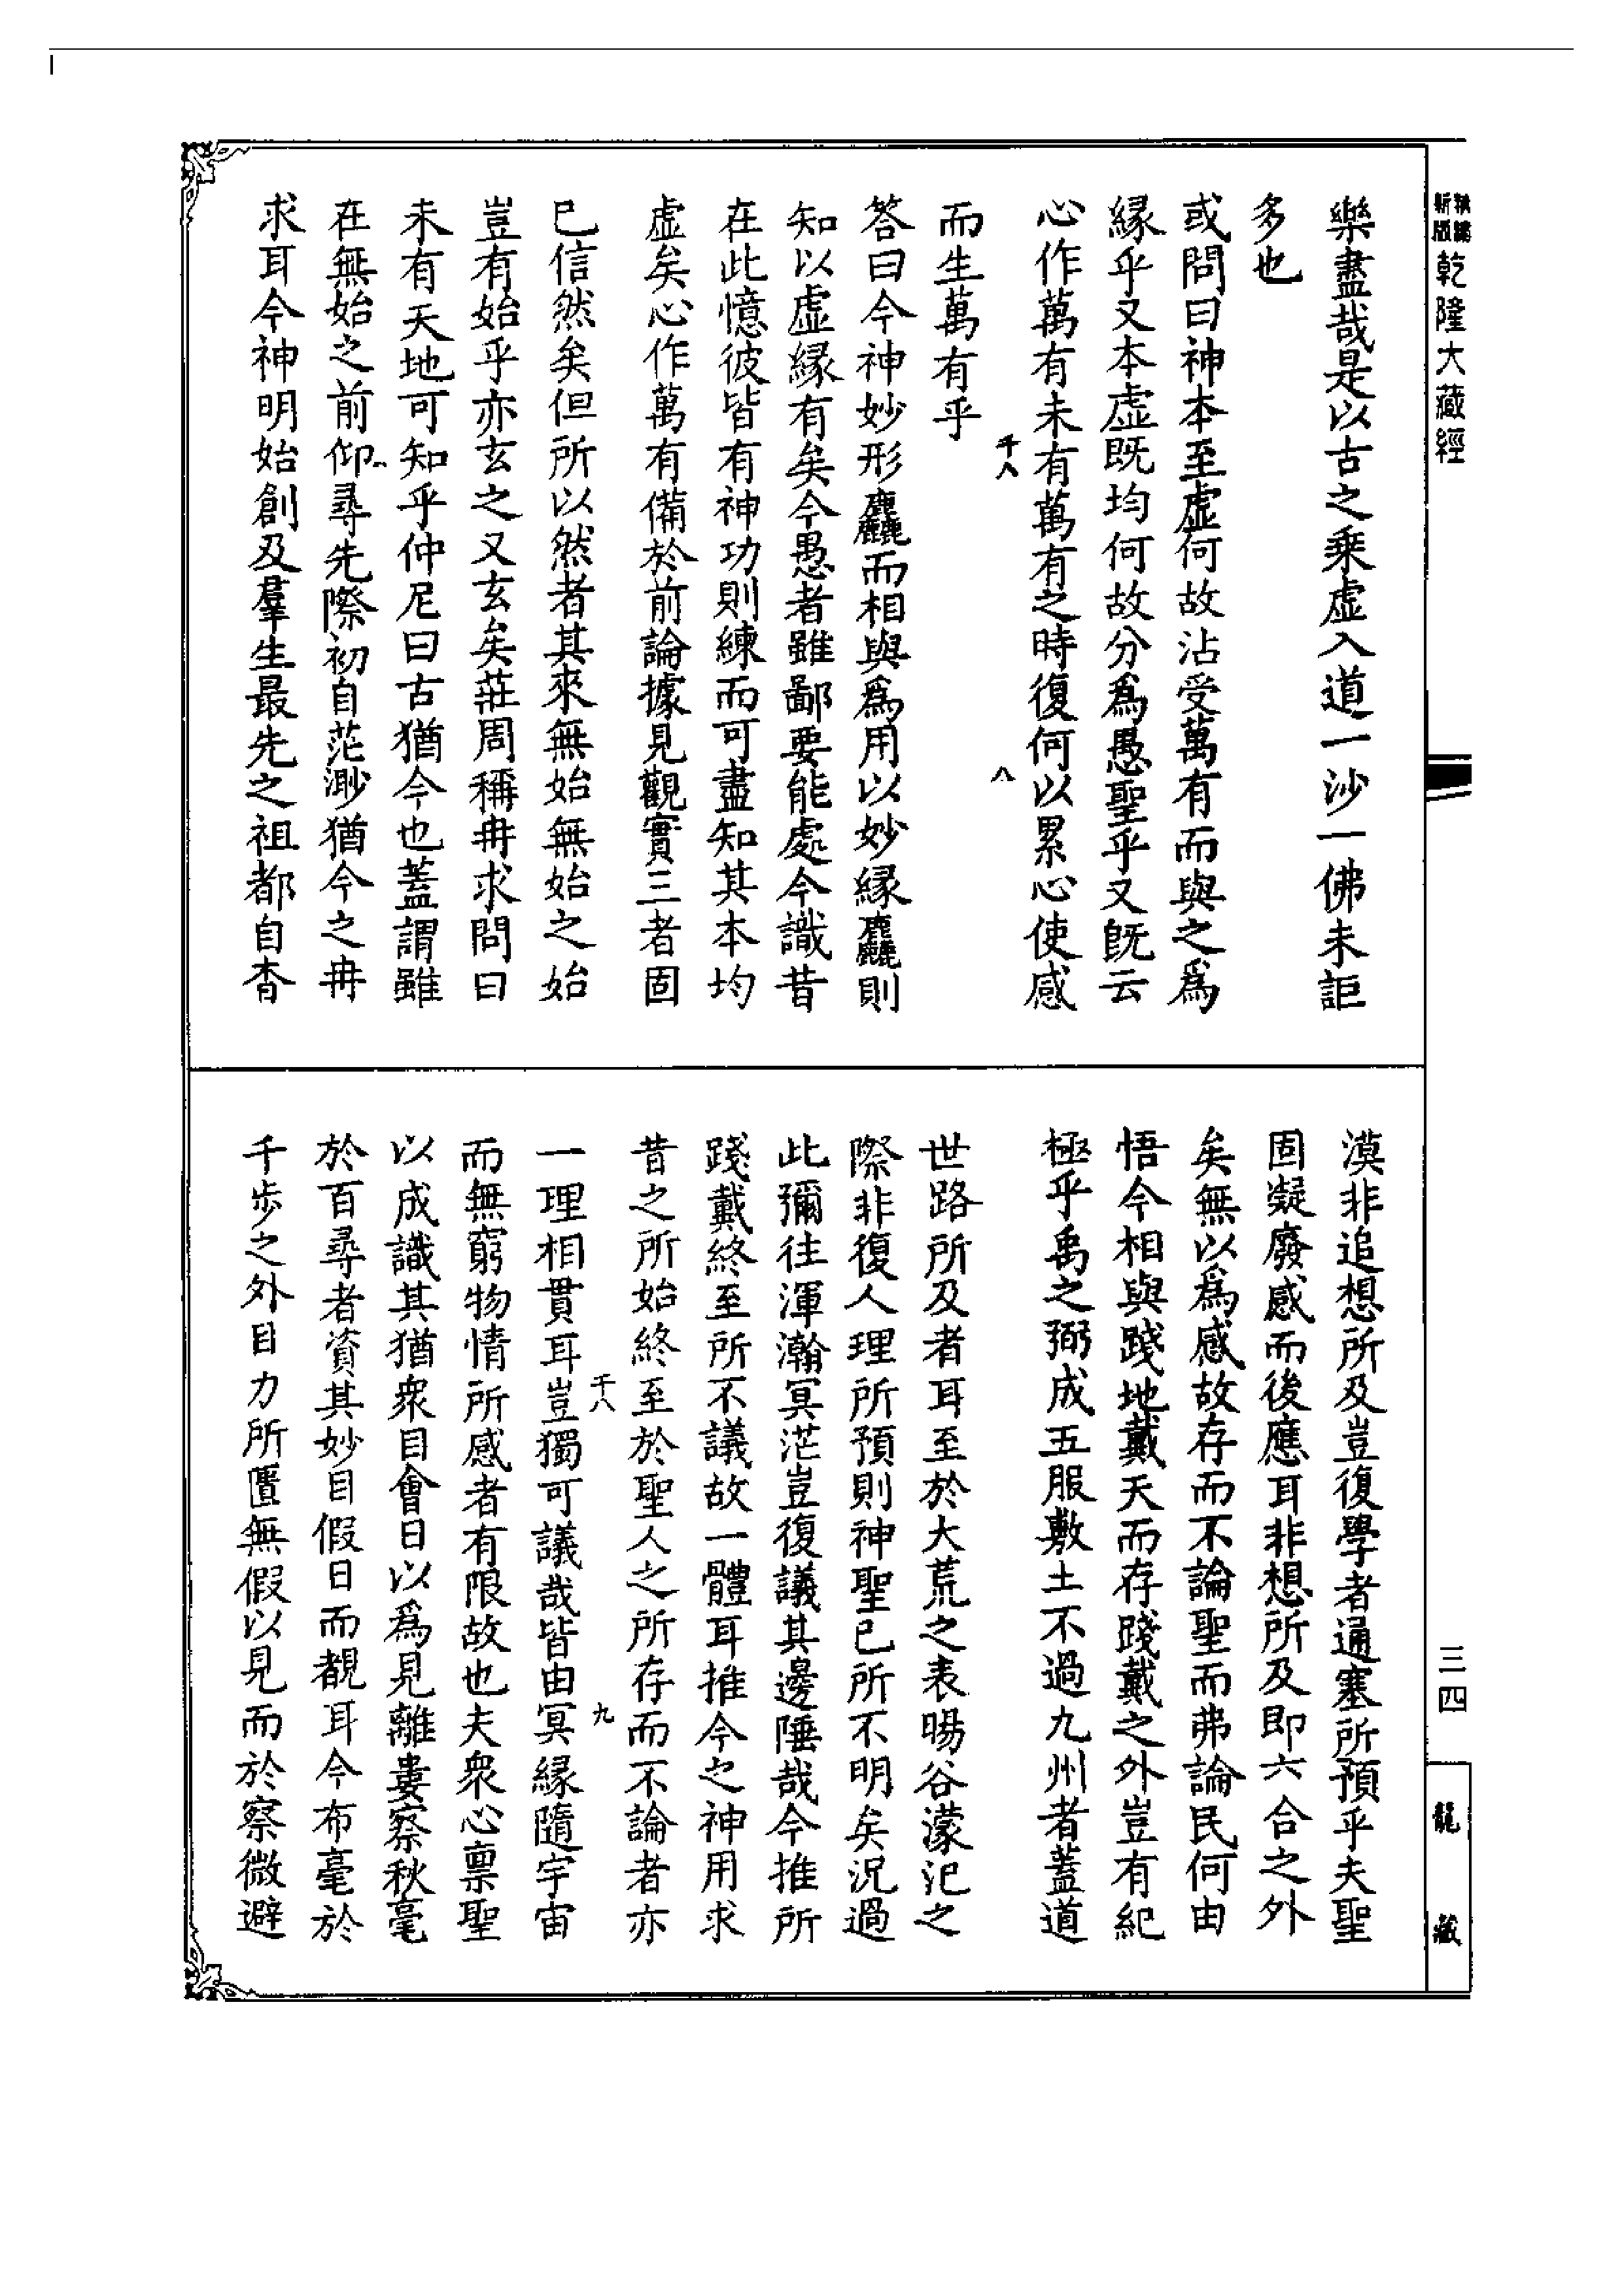 新版
精繕
乾隆大藏經
樂盡哉是以古之乘虛入道一沙一佛未詎
多也
或問曰神本至虛何故沾受萬有而與之爲
緣乎又本虛既均何故分爲愚聖乎又既云
心作萬有未有萬有之時復何以累心使感
而生萬有乎
千八
八
答曰今神妙形麤而相與爲用以妙緣麤則
知以虛緣有矣今愚者雖鄙要能處今識昔
在此憶彼皆有神功則練而可盡知其本均
虛矣心作萬有備於前論據見觀實三者固
已信然矣但所以然者其來無始無始之始
豈有始乎亦玄之又玄矣莊周稱冉求問曰
未有天地可知乎仲尼曰古猶今也蓋謂雖
在無始之前仰尋先際初自茫渺猶今之冉
求耳今神明始創及羣生最先之祖都自杳
漠非追想所及豈復學者通塞所預乎夫聖
固凝廢感而後應耳非想所及即六合之外
矣無以爲感故存而不論聖而弗論民何由
悟今相與踐地戴天而存踐戴之外豈有紀
極乎禹之弼成五服敷土不過九州者蓋道
世路所及者耳至於大荒之表暘谷濛汜之
際非復人理所預則神聖已所不明矣況過
此彌往渾瀚冥茫豈復議其邊陲哉今推所
踐戴終至所不議故一體耳推今之神用求
昔之所始終至於聖人之所存而不論者亦
千八
九
一理相貫耳豈獨可議哉皆由冥緣隨宇宙
而無窮物情所感者有限故也夫眾心稟聖
以成識其猶衆目會日以爲見離婁察秋毫
於百尋者資其妙目假日而覩耳今布毫於
千步之外目力所匱無假以見而於察微避
三四
龍藏